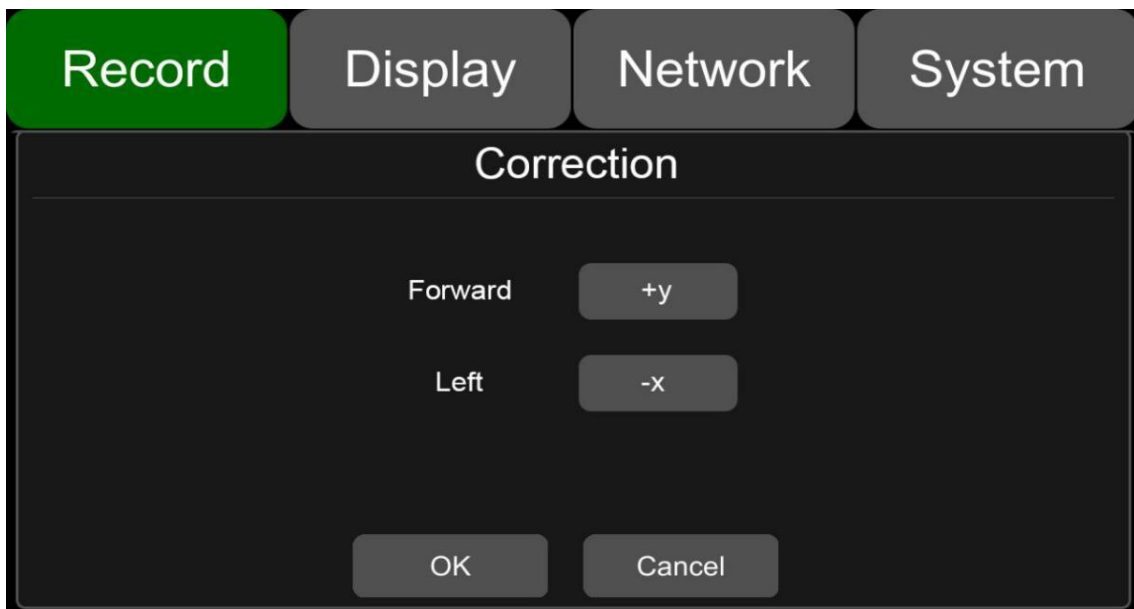 Record Display Network System
Correction
Forward +y
Left -x
OK Cancel